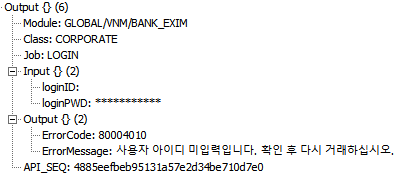 Output {} (6)
Module: GLOBAL/VNM/BANK_EXIM
Class: CORPORATE
Job: LOGIN
Input {} (2)
loginID:
loginPWD: ***********
Output {} (2)
ErrorCode: 80004010
ErrorMessage: 사용자 아이디 미입력입니다. 확인 후 다시 거래하십시오.
API_SEQ: 4885eefbeb95131a57e2d34be710d7e0